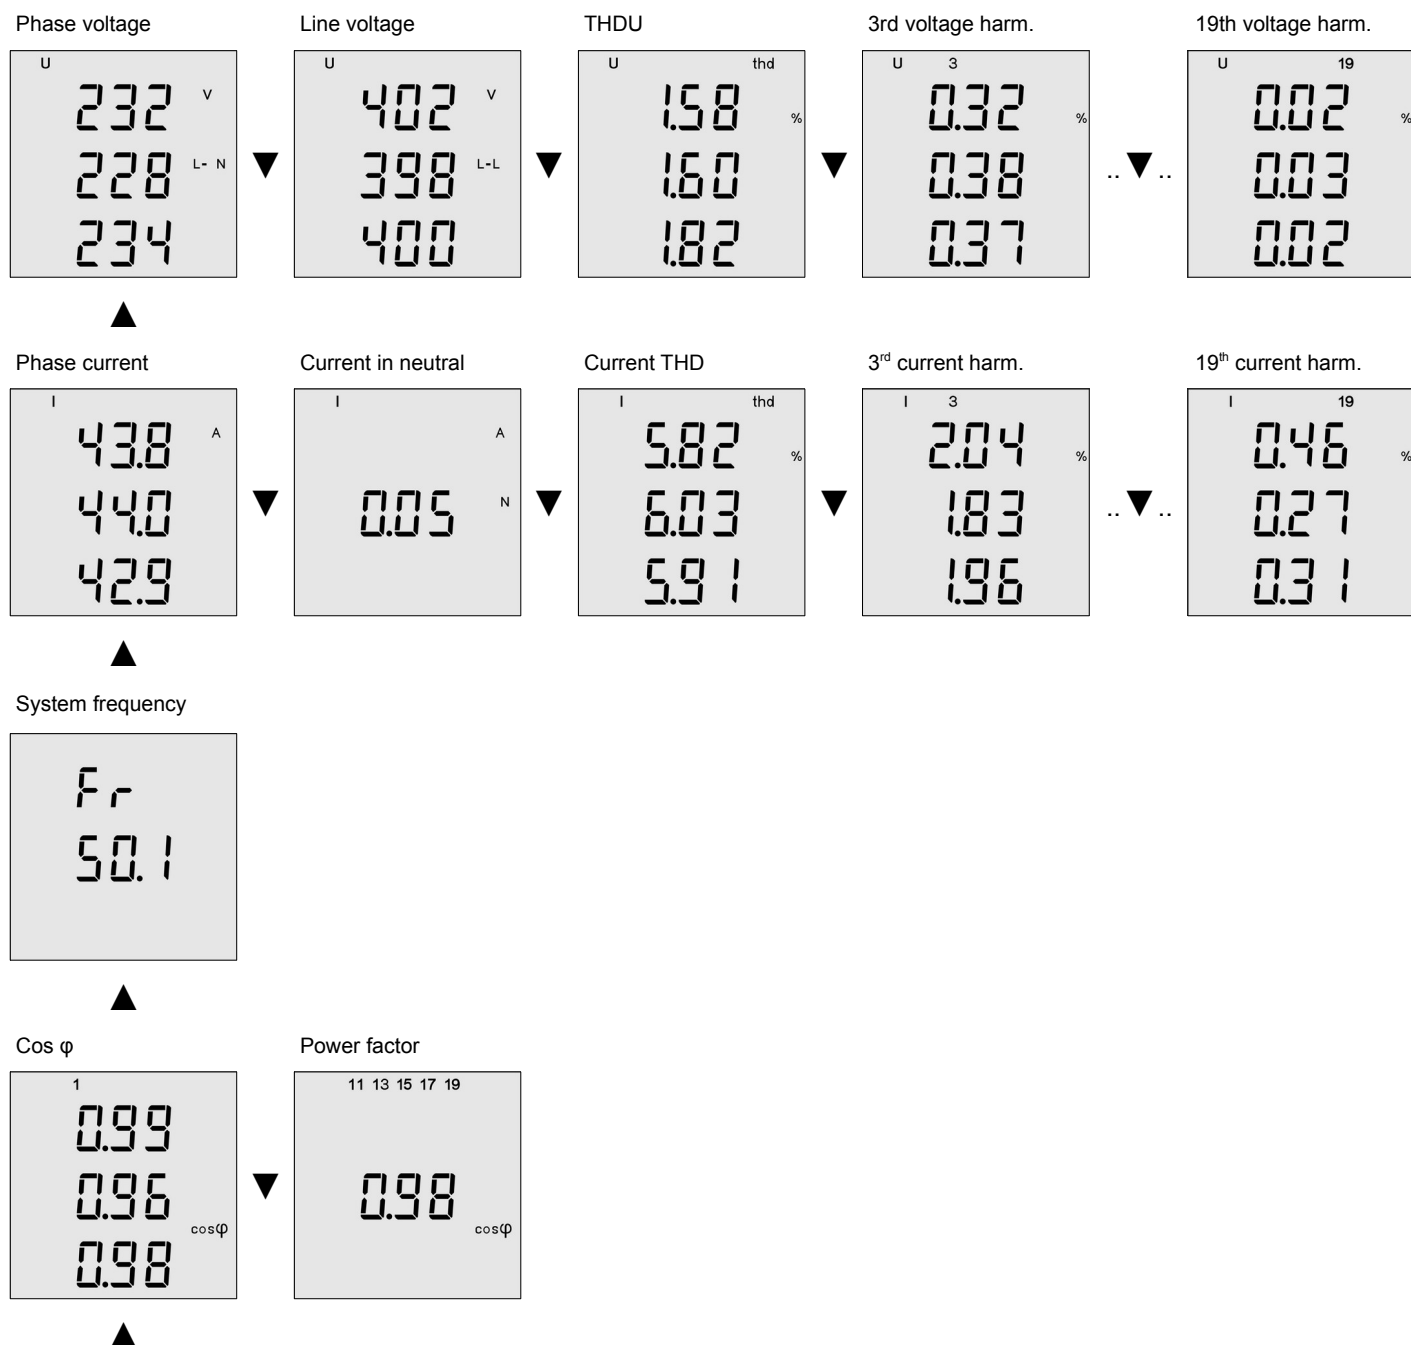 Phase voltage
Line voltage
THDU
3rd voltage harm.
19th voltage harm.
U
232 V
228 L- N
234
U
402 V
398 L-L
400
U thd
1.58 %
1.60
1.82
U 3
0.32 %
0.38
0.37
U 19
0.02 %
0.03
0.02
▼
▼
▼
.. ▼ ..
▲
Phase current
Current in neutral
Current THD
3rd current harm.
19th current harm.
I
43.8 A
44.0
42.9
I
A
0.05 N
I thd
5.82 %
6.03
5.91
I 3
2.04 %
1.83
1.96
I 19
0.46 %
0.27
0.31
▼
▼
▼
.. ▼ ..
▲
System frequency
Fr
50.1
▲
Cos φ
Power factor
1
0.99
0.96
cosφ
0.98
▼
11 13 15 17 19
0.98
cosφ
▲